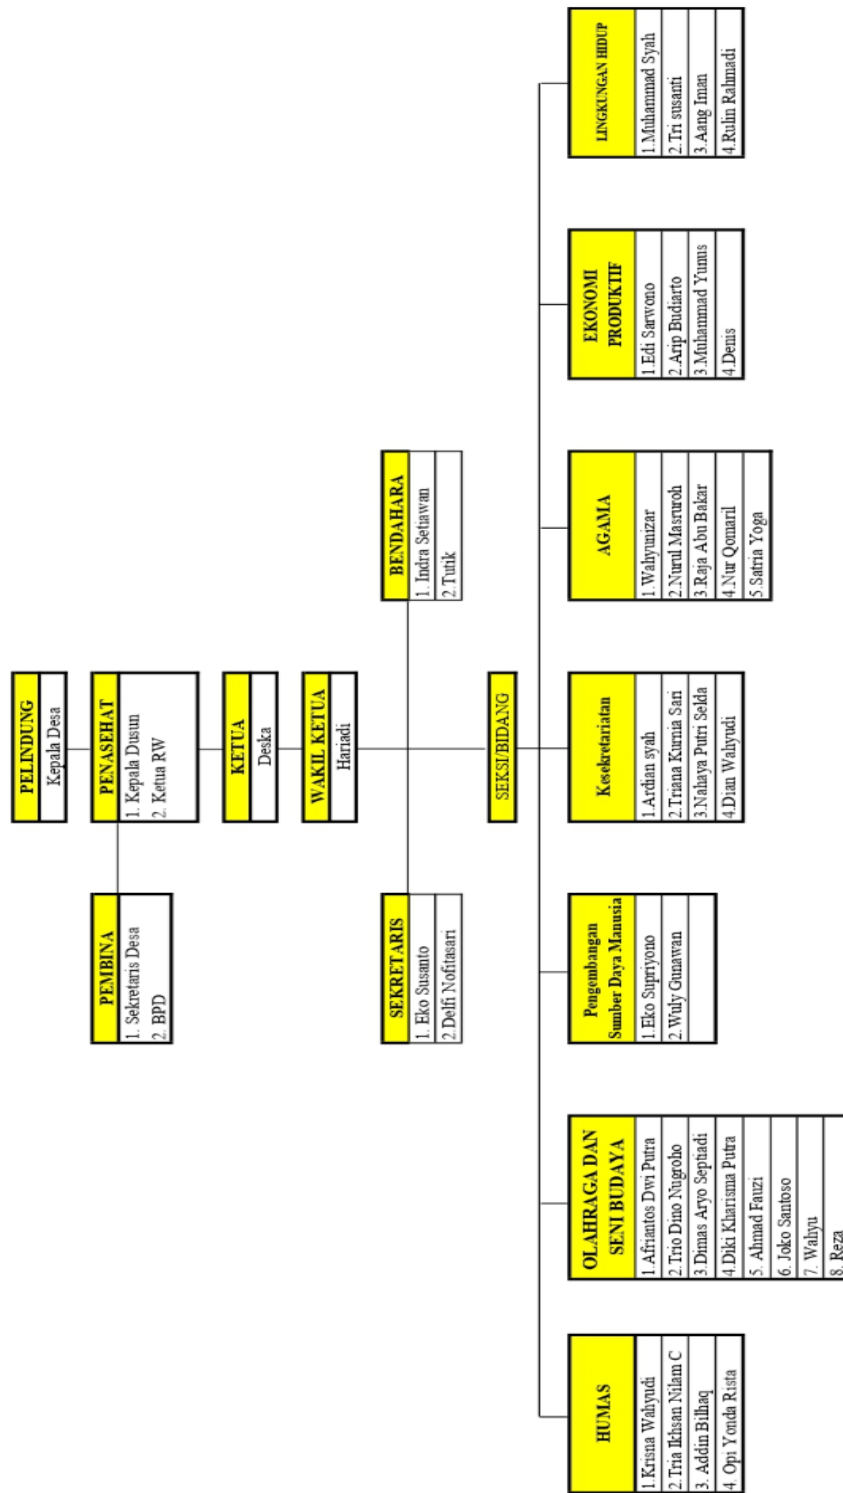 PELINDUNG
Kepala Desa
PEMBINA
1. Sekretaris Desa
2. BPD
PENASEHAT
1. Kepala Dusun
2. Ketua RW
KETUA
Deska
WAKIL KETUA
Hariadi
SEKRETARIS
1. Eko Susanto
2.Delfi Nofitasari
BENDAHARA
1. Indra Setiawan
2.Tutik
SEKSI/BIDANG
HUMAS
1.Krisna Wahyudi
2.Tria Ikhsan Nilam C
3. Addin Bilhaq
4. Opi Yonda Rista
OLAHRAGA DAN
SENI BUDAYA
1.Afriantos Dwi Putra
2.Trio Dino Nugroho
3.Dimas Aryo Septiadi
4.Diki Kharisma Putra
5. Ahmad Fauzi
6. Joko Santoso
7. Wahyu
8. Reza
Pengembangan
Sumber Daya Manusia
1.Eko Supriyono
2.Wuly Gunawan
Kesekretariatan
1.Ardian syah
2.Triana Kurnia Sari
3.Nahaya Putri Selda
4.Dian Wahyudi
AGAMA
1.Wahyunizar
2.Nurul Masruroh
3.Raja Abu Bakar
4.Nur Qomaril
5.Satria Yoga
EKONOMI
PRODUKTIF
1.Edi Sarwono
2.Arip Budiarto
3.Muhammad Yunus
4.Denis
LINGKUNGAN HIDUP
1.Muhammad Syah
2.Tri susanti
3.Aang Iman
4.Rulin Rahmadi